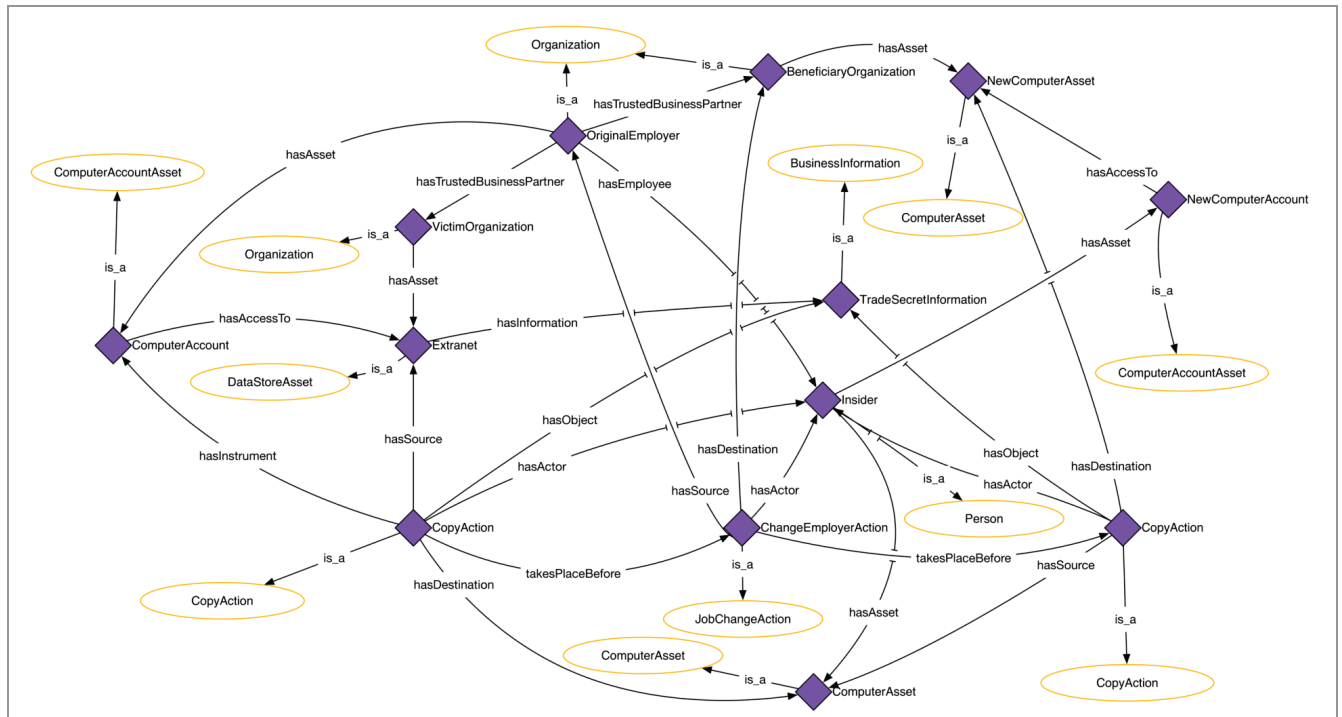 Organization
hasAsset
is_a
BeneficiaryOrganization
NewComputerAsset
is_a
hasTrustedBusinessPartner
OriginalEmployer
is_a
hasAsset
BusinessInformation
ComputerAccountAsset
hasTrustedBusinessPartner
hasEmployee
hasAccessTo
NewComputerAccount
ComputerAsset
VictimOrganization
is_a
is_a
hasAsset
Organization
is_a
hasAsset
is_a
is_a
TradeSecretInformation
hasAccessTo
hasInformation
ComputerAccount
Extranet
is_a
DataStoreAsset
ComputerAccountAsset
Insider
hasObject
hasSource
hasDestination
hasObject
hasInstrument
hasActor
hasDestination
hasSource
hasActor
is_a
hasActor
Person
CopyAction
ChangeEmployerAction
CopyAction
is_a
takesPlaceBefore
is_a
takesPlaceBefore
hasSource
hasDestination
CopyAction
hasAsset
JobChangeAction
is_a
ComputerAsset
is_a
ComputerAsset
CopyAction